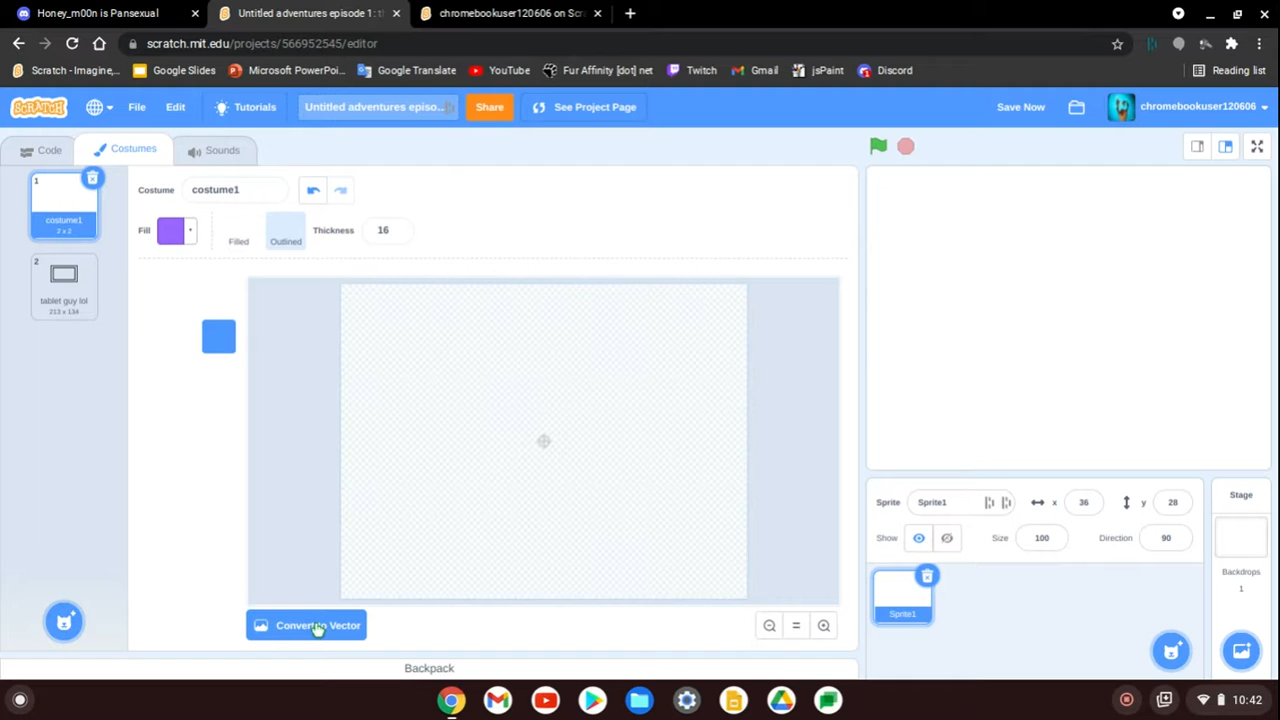 Honey_m00n is Pansexual
Untitled adventures episode 1: t
chromebookuser120606 on Scra
scratch.mit.edu/projects/566952545/editor
Scratch - Imagine,...
Google Slides
Microsoft PowerPoi...
Google Translate
YouTube
Fur Affinity [dot] net
Twitch
Gmail
jsPaint
Discord
Reading list
SCRATCH
File
Edit
Tutorials
Untitled adventures episo...
Share
See Project Page
Save Now
chromebookuser120606
Code
Costumes
Sounds
1
costume1
2 x 2
2
tablet guy lol
213 x 134
Costume
costume1
Fill
Filled
Outlined
Thickness
16
Convert to Vector
Backpack
Sprite
Sprite1
x
36
y
28
Show
Size
100
Direction
90
Sprite1
Stage
Backdrops
1
10:42